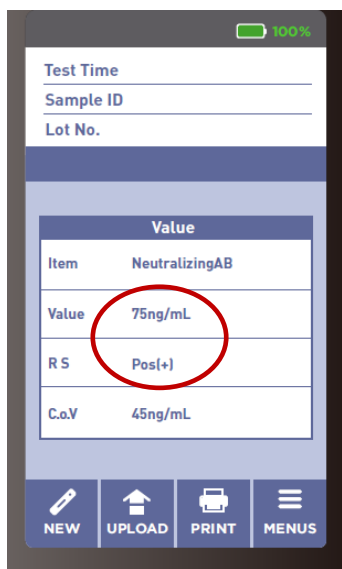 100%
Test Time
Sample ID
Lot No.
Value
Item NeutralizingAB
Value 75ng/mL
R S Pos(+)
C.o.V 45ng/mL
NEW UPLOAD PRINT MENUS